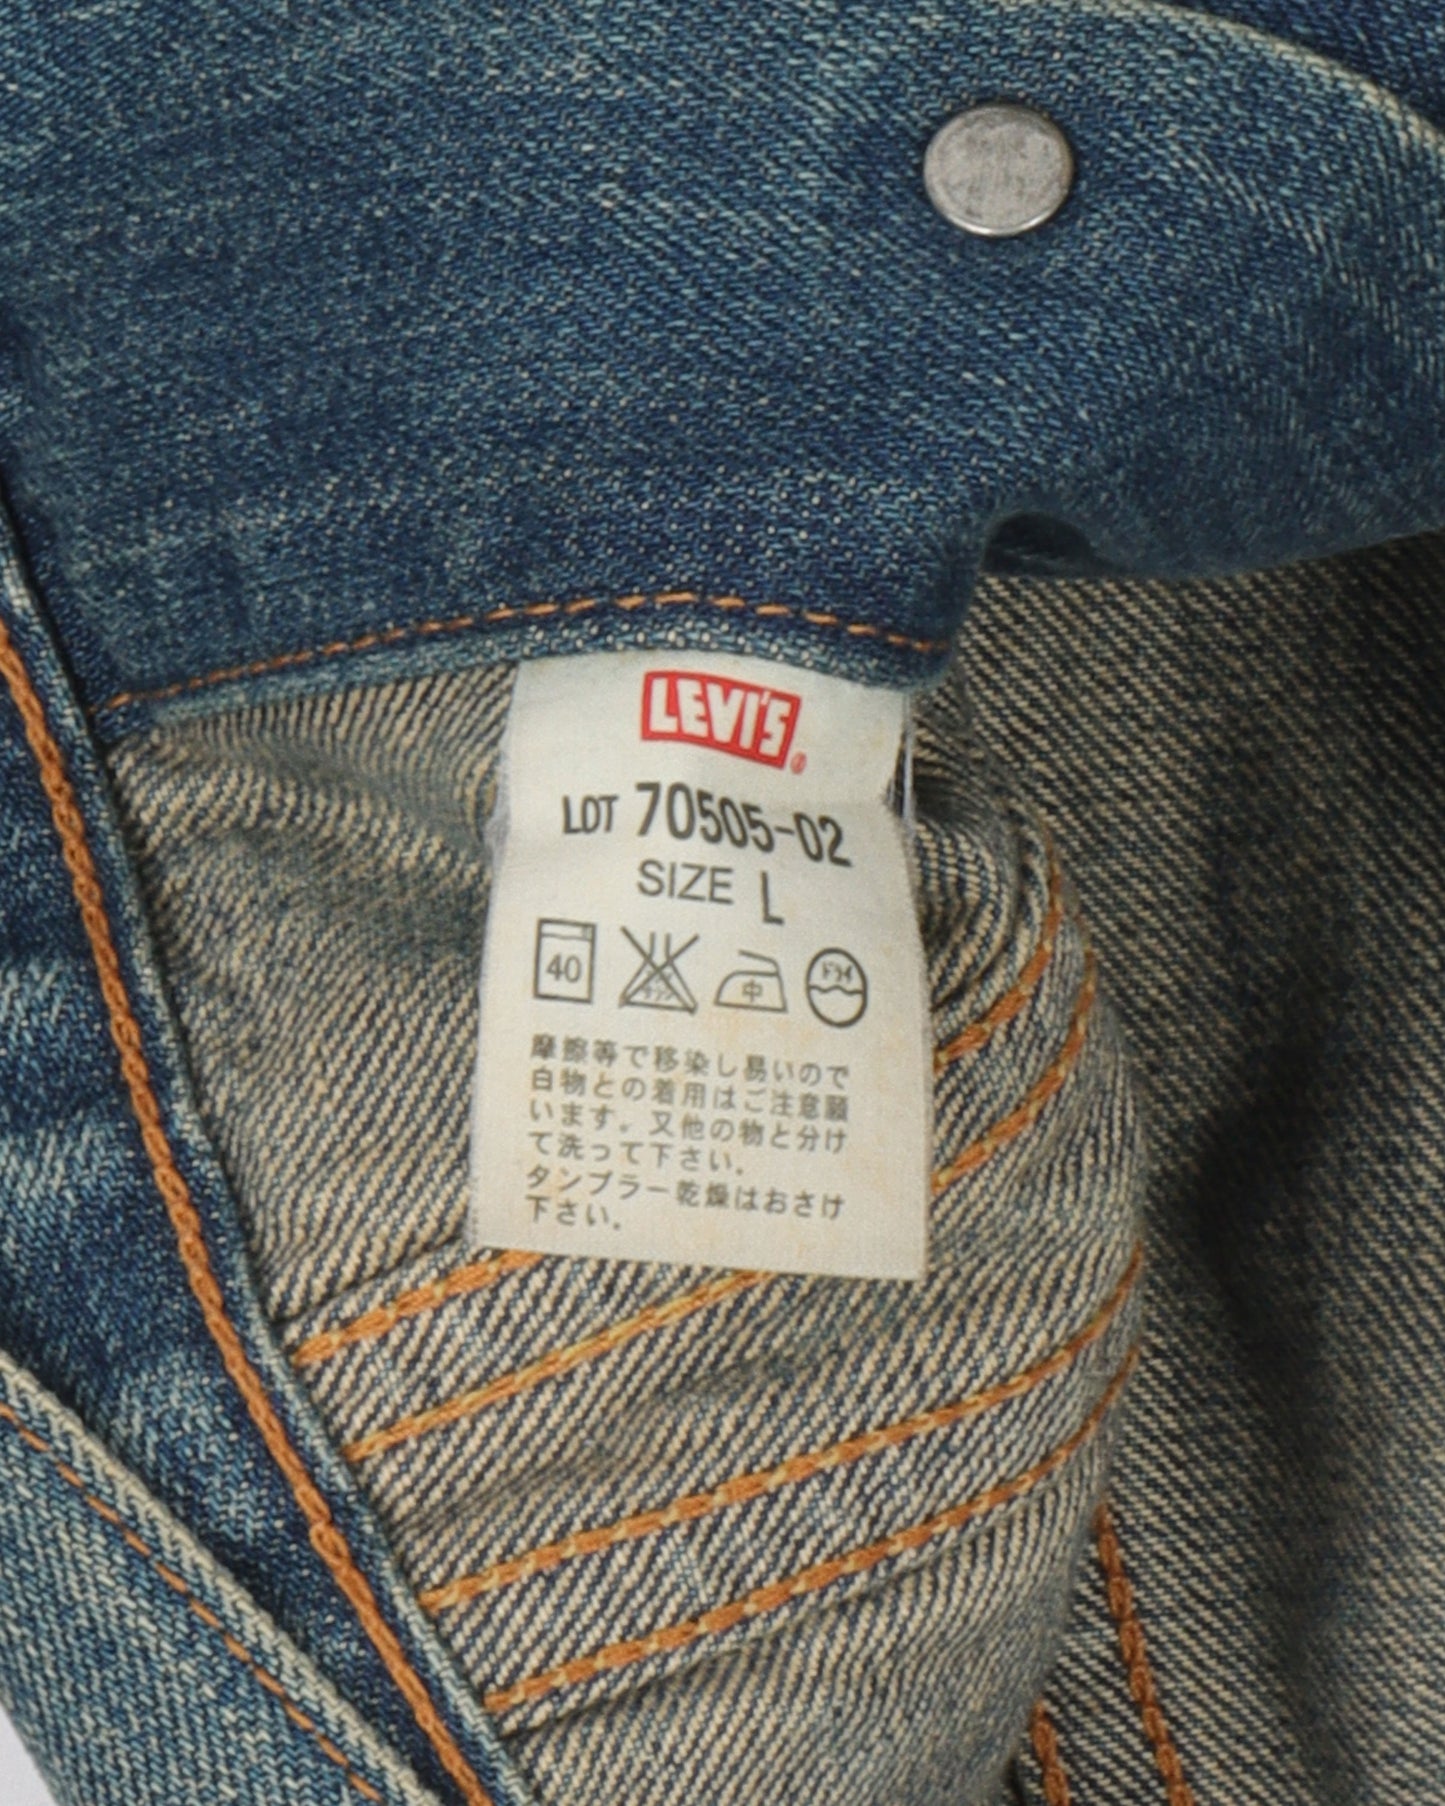 LEVI'S®
LOT 70505-02
SIZE L
40 中 ドライ
摩擦等で移染し易いので
白物との着用はご注意願
います。又他の物と分け
て洗って下さい。
タンブラー乾燥はおさけ
下さい。